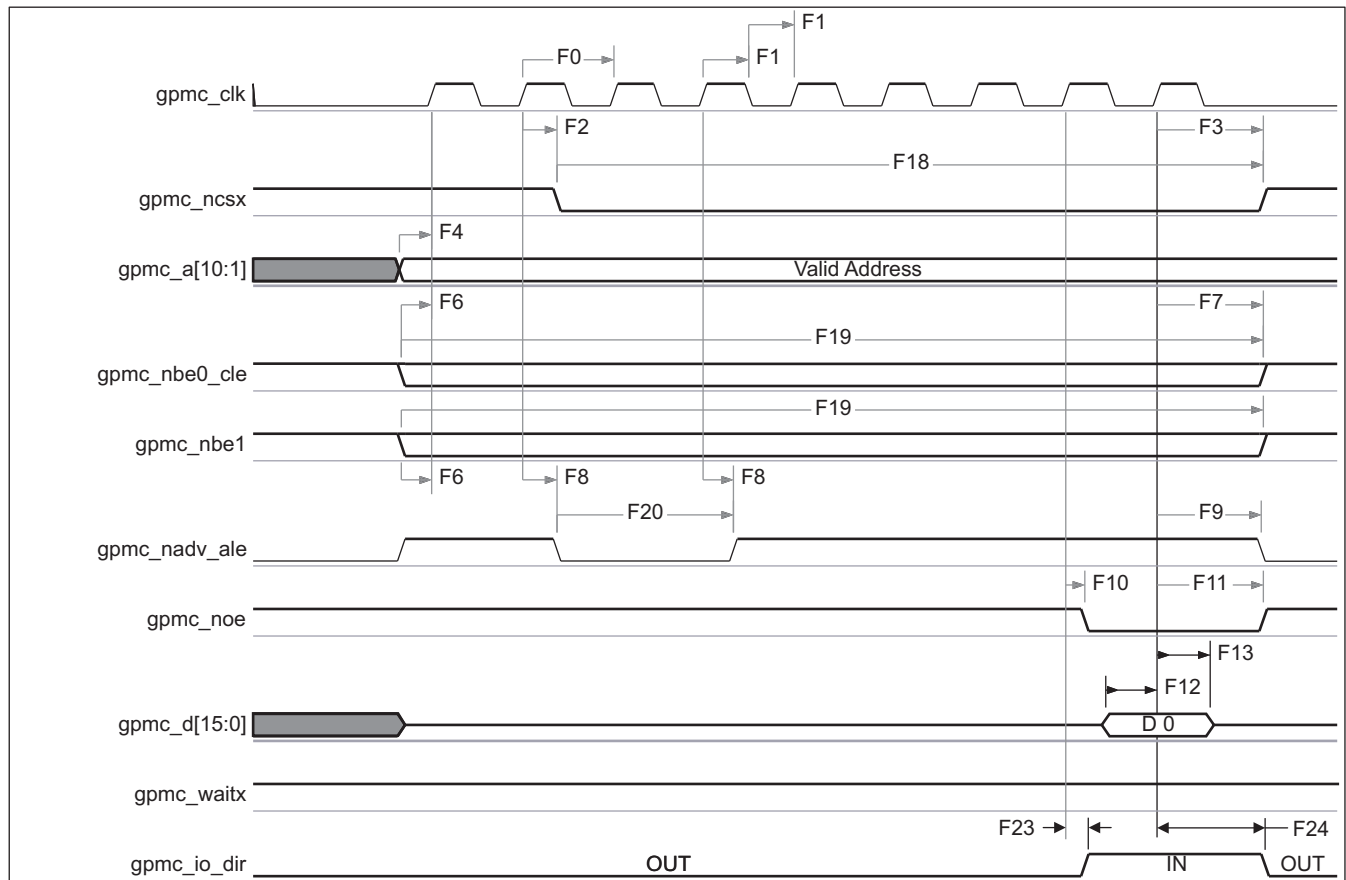 F1
F0
F1
gpmc_clk
F2
F3
F18
gpmc_ncsx
F4
gpmc_a[10:1]
Valid Address
F6
F7
F19
gpmc_nbe0_cle
F19
gpmc_nbe1
F6
F8
F8
F20
F9
gpmc_nadv_ale
F10
F11
gpmc_noe
F13
F12
gpmc_d[15:0]
D 0
gpmc_waitx
F23
F24
gpmc_io_dir
OUT
IN
OUT